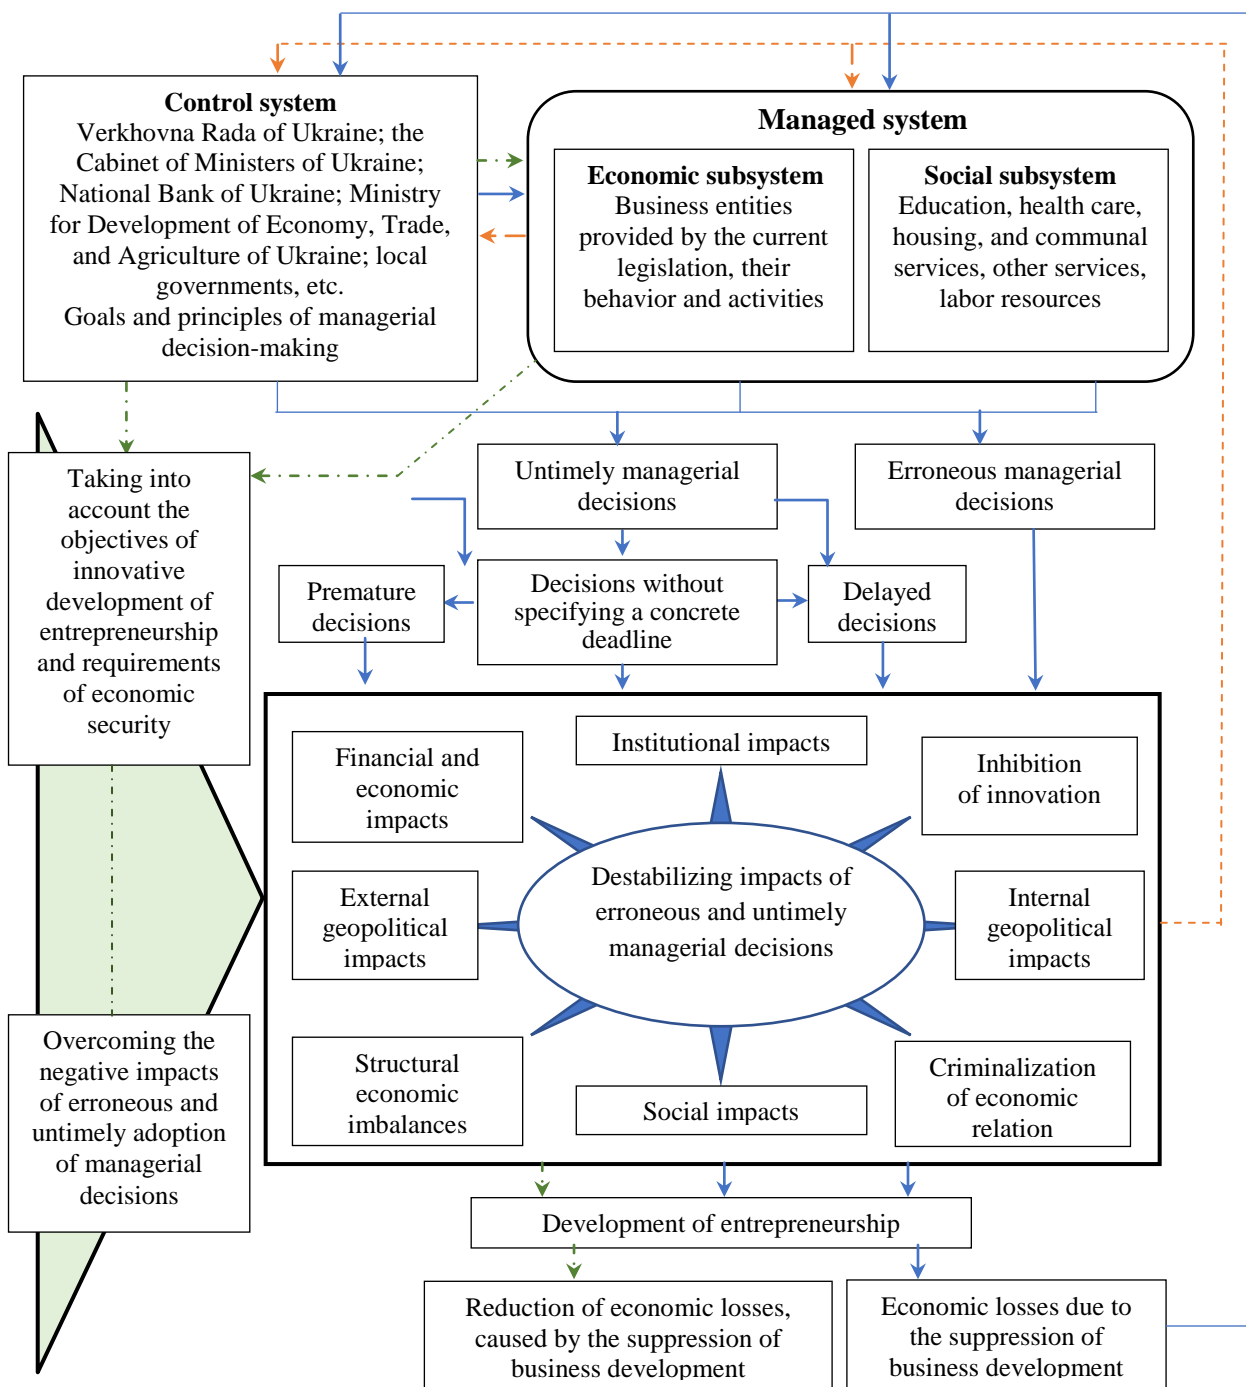 Control system
Verkhovna Rada of Ukraine; the
Cabinet of Ministers of Ukraine;
National Bank of Ukraine; Ministry
for Development of Economy, Trade,
and Agriculture of Ukraine; local
governments, etc.
Goals and principles of managerial
decision-making
Managed system
Economic subsystem
Business entities
provided by the current
legislation, their
behavior and activities
Social subsystem
Education, health care,
housing, and communal
services, other services,
labor resources
Taking into
account the
objectives of
innovative
development of
entrepreneurship
and requirements
of economic
security
Untimely managerial
decisions
Erroneous managerial
decisions
Premature
decisions
Decisions without
specifying a concrete
deadline
Delayed
decisions
Financial and
economic
impacts
Institutional impacts
Inhibition
of innovation
External
geopolitical
impacts
Destabilizing impacts of
erroneous and untimely
managerial decisions
Internal
geopolitical
impacts
Structural
economic
imbalances
Social impacts
Criminalization
of economic
relation
Overcoming the
negative impacts
of erroneous and
untimely adoption
of managerial
decisions
Development of entrepreneurship
Reduction of economic losses,
caused by the suppression of
business development
Economic losses due to
the suppression of
business development